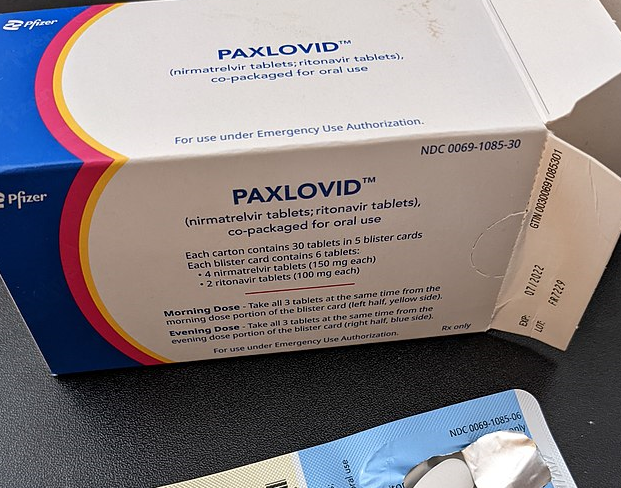 Pfizer
PAXLOVID™
(nirmatrelvir tablets; ritonavir tablets),
co-packaged for oral use
For use under Emergency Use Authorization.
NDC 0069-1085-30
Pfizer
PAXLOVID™
(nirmatrelvir tablets; ritonavir tablets),
co-packaged for oral use
Each carton contains 30 tablets in 5 blister cards
Each blister card contains 6 tablets:
• 4 nirmatrelvir tablets (150 mg each)
• 2 ritonavir tablets (100 mg each)
Morning Dose - Take all 3 tablets at the same time from the
morning dose portion of the blister card (left half, yellow side).
Evening Dose - Take all 3 tablets at the same time from the
evening dose portion of the blister card (right half, blue side).
For use under Emergency Use Authorization.
Rx only
GTIN 00300691085301
EXP: 07/2022
LOT: FR7229
NDC 0069-1085-06
only
oral use